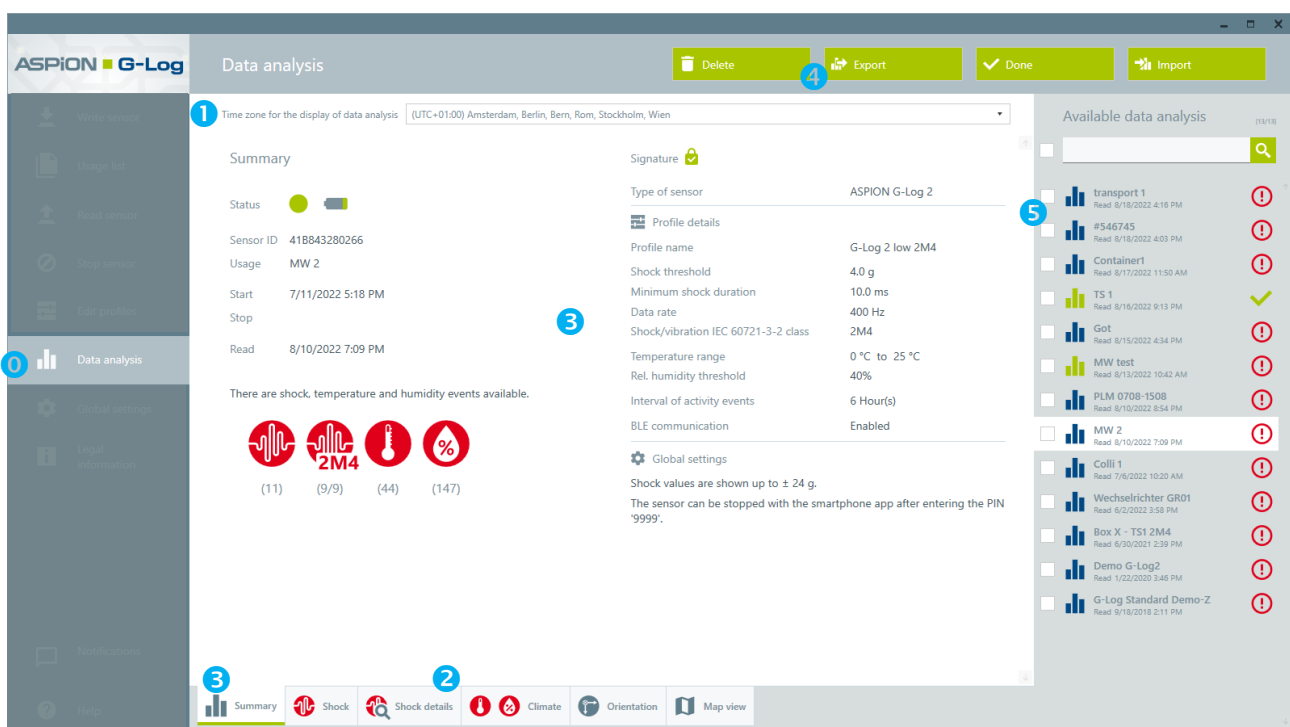 ASPION G-Log
Data analysis
Delete
4
Export
Done
Import
Write sensor
Usage list
Read sensor
Stop sensor
Edit profiles
0
Data analysis
Global settings
Legal
information
Notifications
Help
1
Time zone for the display of data analysis
(UTC+01:00) Amsterdam, Berlin, Bern, Rom, Stockholm, Wien
Summary
Status
Sensor ID 41B843280266
Usage MW 2
Start 7/11/2022 5:18 PM
Stop
Read 8/10/2022 7:09 PM
There are shock, temperature and humidity events available.
2M4
%
(11) (9/9) (44) (147)
3
Signature
Type of sensor ASPION G-Log 2
Profile details
Profile name G-Log 2 low 2M4
Shock threshold 4.0 g
Minimum shock duration 10.0 ms
Data rate 400 Hz
Shock/vibration IEC 60721-3-2 class 2M4
Temperature range 0 °C to 25 °C
Rel. humidity threshold 40%
Interval of activity events 6 Hour(s)
BLE communication Enabled
Global settings
Shock values are shown up to ± 24 g.
The sensor can be stopped with the smartphone app after entering the PIN
'9999'.
Available data analysis
[13/13]
5
transport 1
Read 8/18/2022 4:16 PM
#546745
Read 8/18/2022 4:03 PM
Container1
Read 8/17/2022 11:50 AM
TS 1
Read 8/16/2022 9:13 PM
Got
Read 8/15/2022 4:34 PM
MW test
Read 8/13/2022 10:42 AM
PLM 0708-1508
Read 8/10/2022 8:54 PM
MW 2
Read 8/10/2022 7:09 PM
Colli 1
Read 7/6/2022 10:20 AM
Wechselrichter GR01
Read 6/2/2022 3:58 PM
Box X - TS1 2M4
Read 6/30/2021 2:39 PM
Demo G-Log2
Read 1/22/2020 3:46 PM
G-Log Standard Demo-Z
Read 9/18/2018 2:11 PM
3
2
Summary
Shock
Shock details
%
Climate
Orientation
Map view